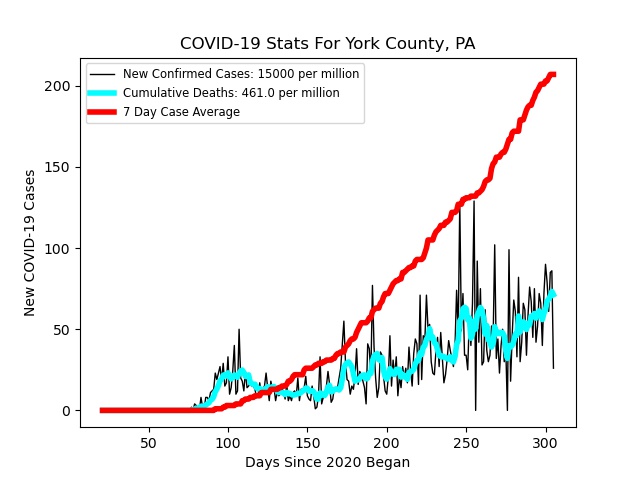 COVID-19 Stats For York County, PA
New Confirmed Cases: 15000 per million
Cumulative Deaths: 461.0 per million
7 Day Case Average
New COVID-19 Cases
200
150
100
50
0
50 100 150 200 250 300
Days Since 2020 Began